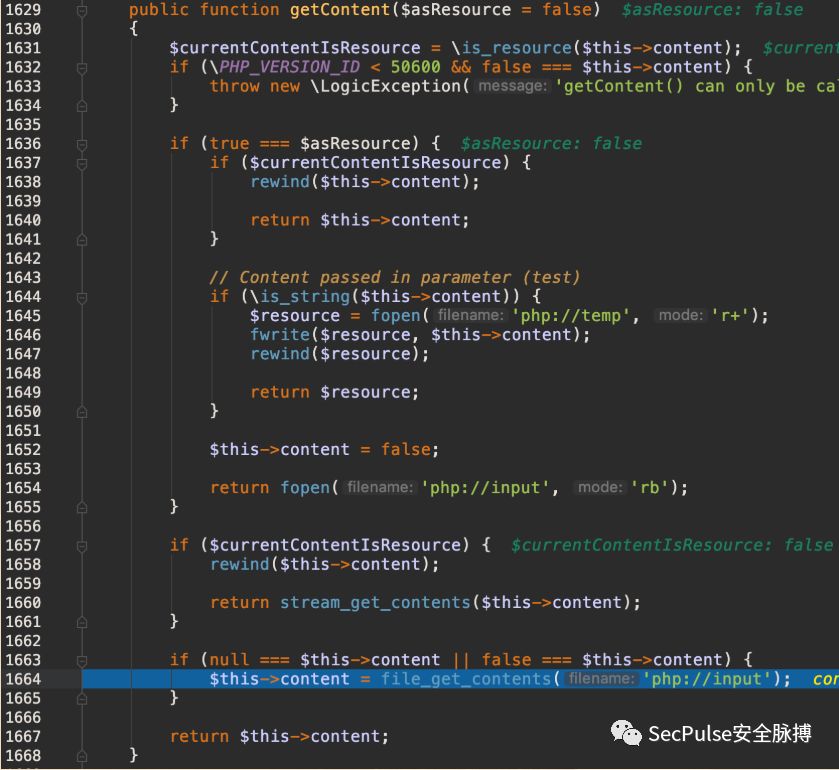 1629 public function getContent($asResource = false) $asResource: false
1630 {
1631 $currentContentIsResource = \is_resource($this->content);
1632 if (\PHP_VERSION_ID < 50600 && false === $this->content) {
1633 throw new \LogicException( message: 'getContent() can only be
1634 }
1635
1636 if (true === $asResource) { $asResource: false
1637 if ($currentContentIsResource) {
1638 rewind($this->content);
1639
1640 return $this->content;
1641 }
1642
1643 // Content passed in parameter (test)
1644 if (\is_string($this->content)) {
1645 $resource = fopen( filename: 'php://temp', mode: 'r+');
1646 fwrite($resource, $this->content);
1647 rewind($resource);
1648
1649 return $resource;
1650 }
1651
1652 $this->content = false;
1653
1654 return fopen( filename: 'php://input', mode: 'rb');
1655 }
1656
1657 if ($currentContentIsResource) { $currentContentIsResource: false
1658 rewind($this->content);
1659
1660 return stream_get_contents($this->content);
1661 }
1662
1663 if (null === $this->content || false === $this->content) {
1664 $this->content = file_get_contents( filename: 'php://input');
1665 }
1666
1667 return $this->content;
1668 }
SecPulse安全脉搏